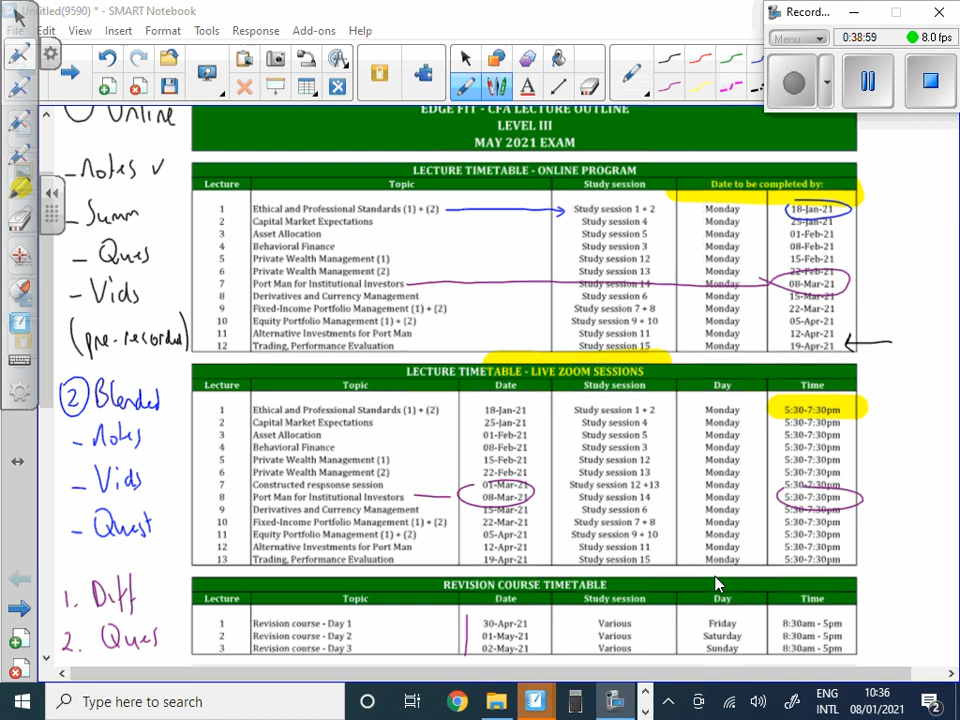 Untitled(9590) * - SMART Notebook
File Edit View Insert Format Tools Response Add-ons Help
Record...
Menu 0:38:59 8.0 fps
Online
- Notes ✓
- Summ
- Ques
- Vids
(pre-recorded)
② Blended
- Notes
- Vids
- Quest
1. Diff
2. Ques
EDGE FIT - CFA LECTURE OUTLINE
LEVEL III
MAY 2021 EXAM
LECTURE TIMETABLE - ONLINE PROGRAM
Lecture Topic Study session Date to be completed by:
1 Ethical and Professional Standards (1) + (2) Study session 1 + 2 Monday 18-Jan-21
2 Capital Market Expectations Study session 4 Monday 25-Jan-21
3 Asset Allocation Study session 5 Monday 01-Feb-21
4 Behavioral Finance Study session 3 Monday 08-Feb-21
5 Private Wealth Management (1) Study session 12 Monday 15-Feb-21
6 Private Wealth Management (2) Study session 13 Monday 22-Feb-21
7 Port Man for Institutional Investors Study session 14 Monday 08-Mar-21
8 Derivatives and Currency Management Study session 6 Monday 15-Mar-21
9 Fixed-Income Portfolio Management (1) + (2) Study session 7 + 8 Monday 22-Mar-21
10 Equity Portfolio Management (1) + (2) Study session 9 + 10 Monday 05-Apr-21
11 Alternative Investments for Port Man Study session 11 Monday 12-Apr-21
12 Trading, Performance Evaluation Study session 15 Monday 19-Apr-21
LECTURE TIMETABLE - LIVE ZOOM SESSIONS
Lecture Topic Date Study session Day Time
1 Ethical and Professional Standards (1) + (2) 18-Jan-21 Study session 1 + 2 Monday 5:30-7:30pm
2 Capital Market Expectations 25-Jan-21 Study session 4 Monday 5:30-7:30pm
3 Asset Allocation 01-Feb-21 Study session 5 Monday 5:30-7:30pm
4 Behavioral Finance 08-Feb-21 Study session 3 Monday 5:30-7:30pm
5 Private Wealth Management (1) 15-Feb-21 Study session 12 Monday 5:30-7:30pm
6 Private Wealth Management (2) 22-Feb-21 Study session 13 Monday 5:30-7:30pm
7 Constructed respsonse session 01-Mar-21 Study session 12 +13 Monday 5:30-7:30pm
8 Port Man for Institutional Investors 08-Mar-21 Study session 14 Monday 5:30-7:30pm
9 Derivatives and Currency Management 15-Mar-21 Study session 6 Monday 5:30-7:30pm
10 Fixed-Income Portfolio Management (1) + (2) 22-Mar-21 Study session 7 + 8 Monday 5:30-7:30pm
11 Equity Portfolio Management (1) + (2) 05-Apr-21 Study session 9 + 10 Monday 5:30-7:30pm
12 Alternative Investments for Port Man 12-Apr-21 Study session 11 Monday 5:30-7:30pm
13 Trading, Performance Evaluation 19-Apr-21 Study session 15 Monday 5:30-7:30pm
REVISION COURSE TIMETABLE
Lecture Topic Date Study session Day Time
1 Revision course - Day 1 30-Apr-21 Various Friday 8:30am - 5pm
2 Revision course - Day 2 01-May-21 Various Saturday 8:30am - 5pm
3 Revision course - Day 3 02-May-21 Various Sunday 8:30am - 5pm
Type here to search
ENG
INTL
10:36
08/01/2021
2